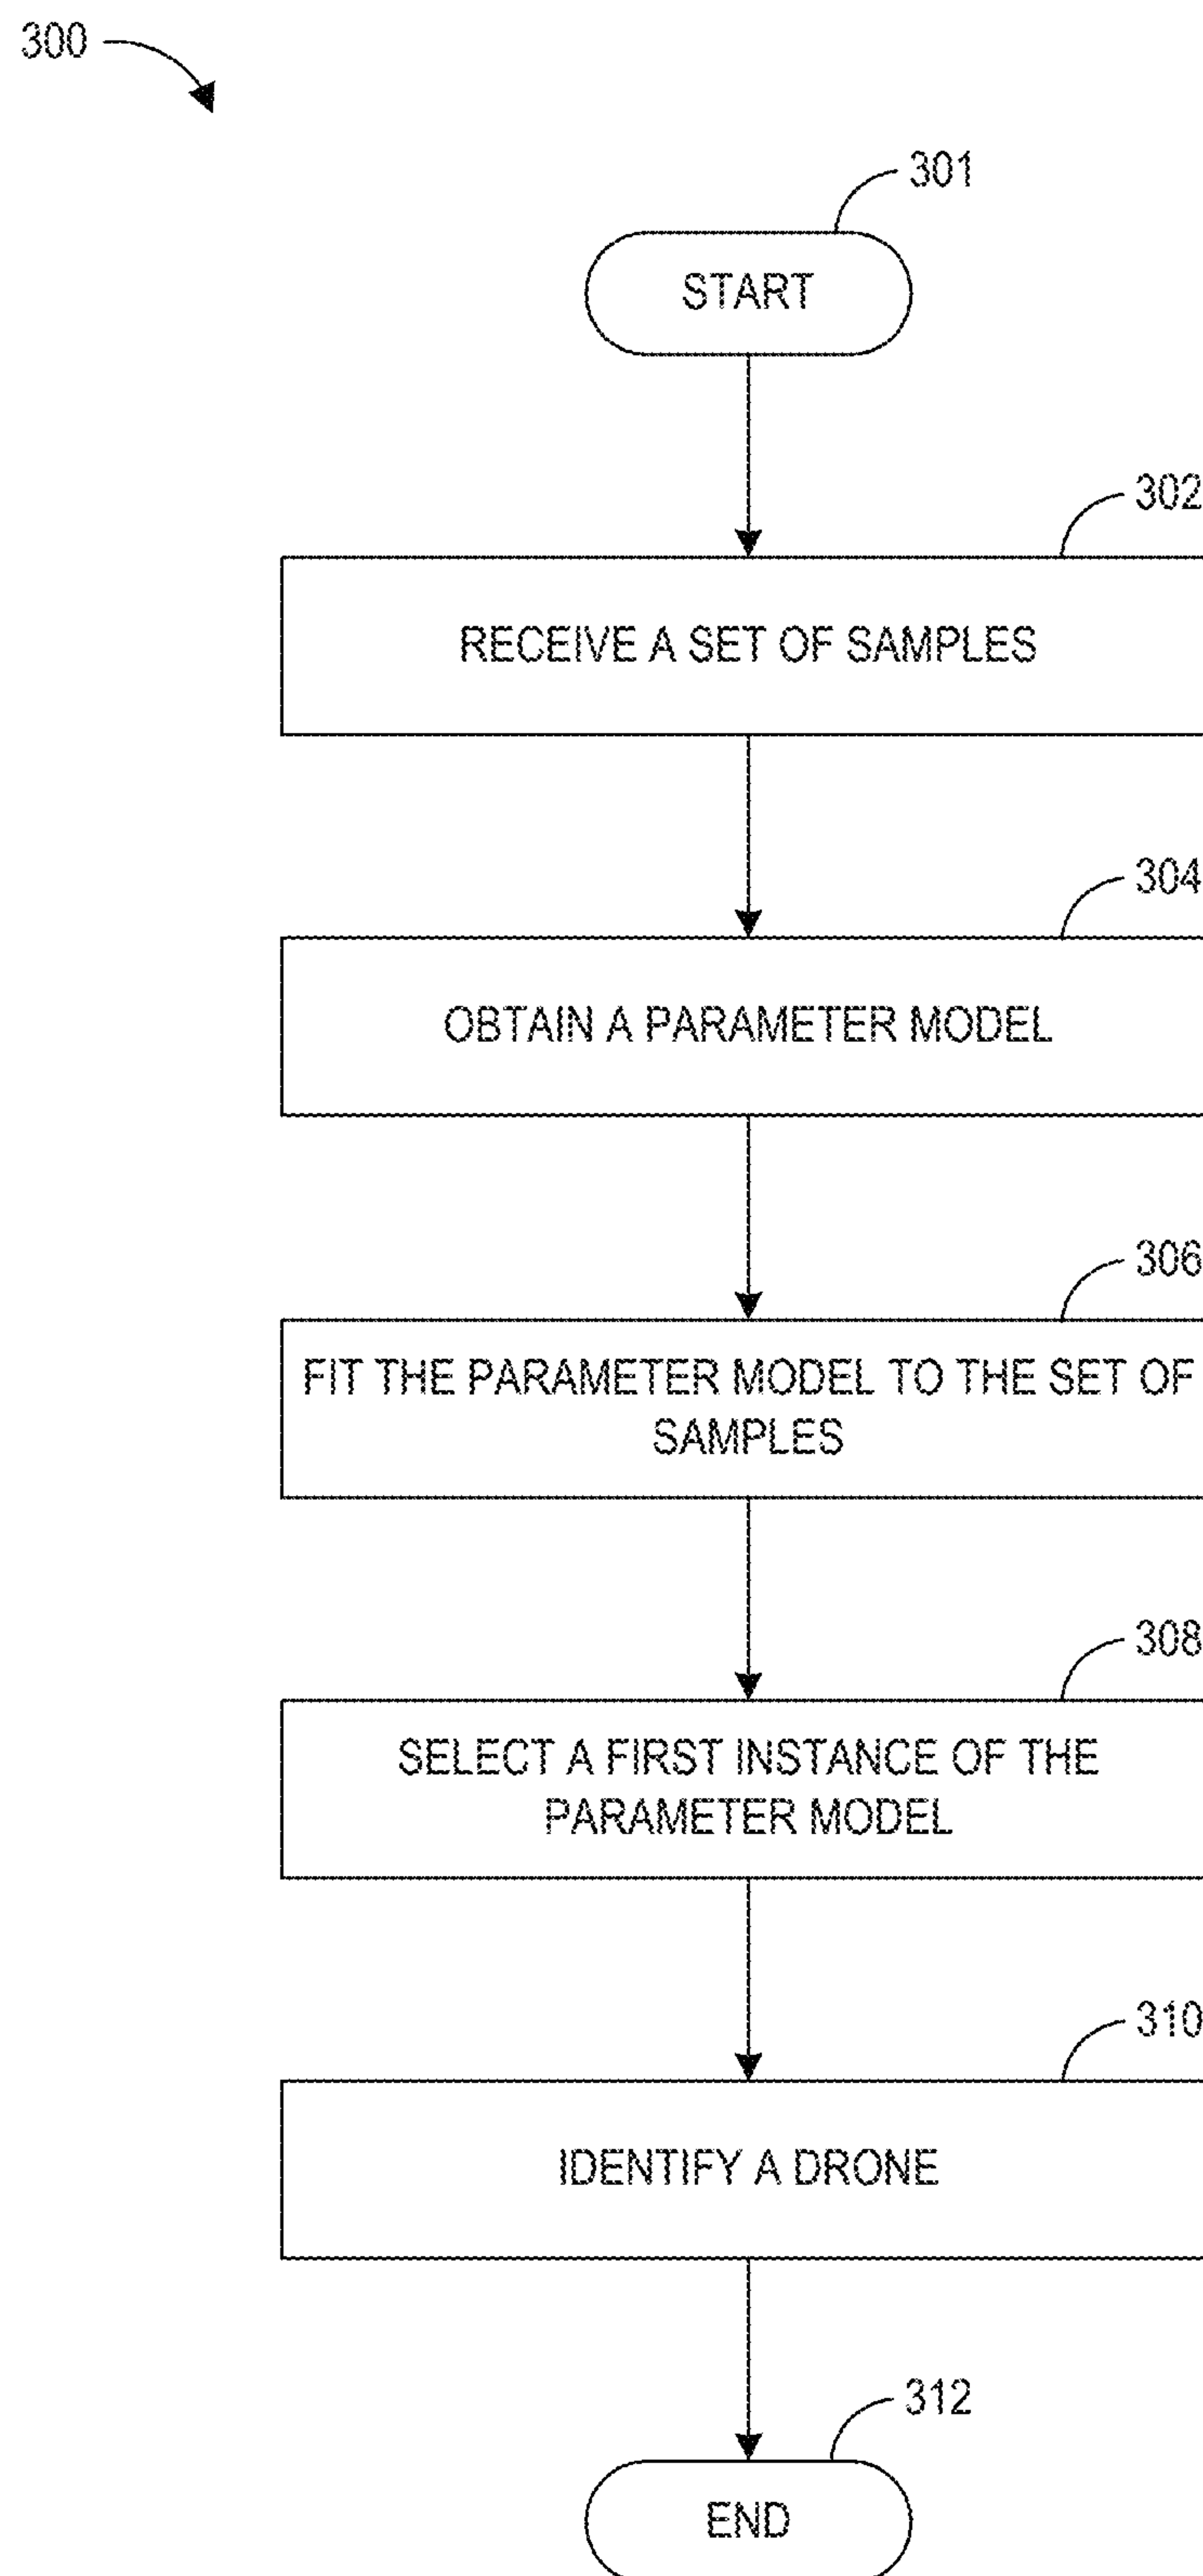 300
301
START
302
RECEIVE A SET OF SAMPLES
304
OBTAIN A PARAMETER MODEL
306
FIT THE PARAMETER MODEL TO THE SET OF
SAMPLES
308
SELECT A FIRST INSTANCE OF THE
PARAMETER MODEL
310
IDENTIFY A DRONE
312
END